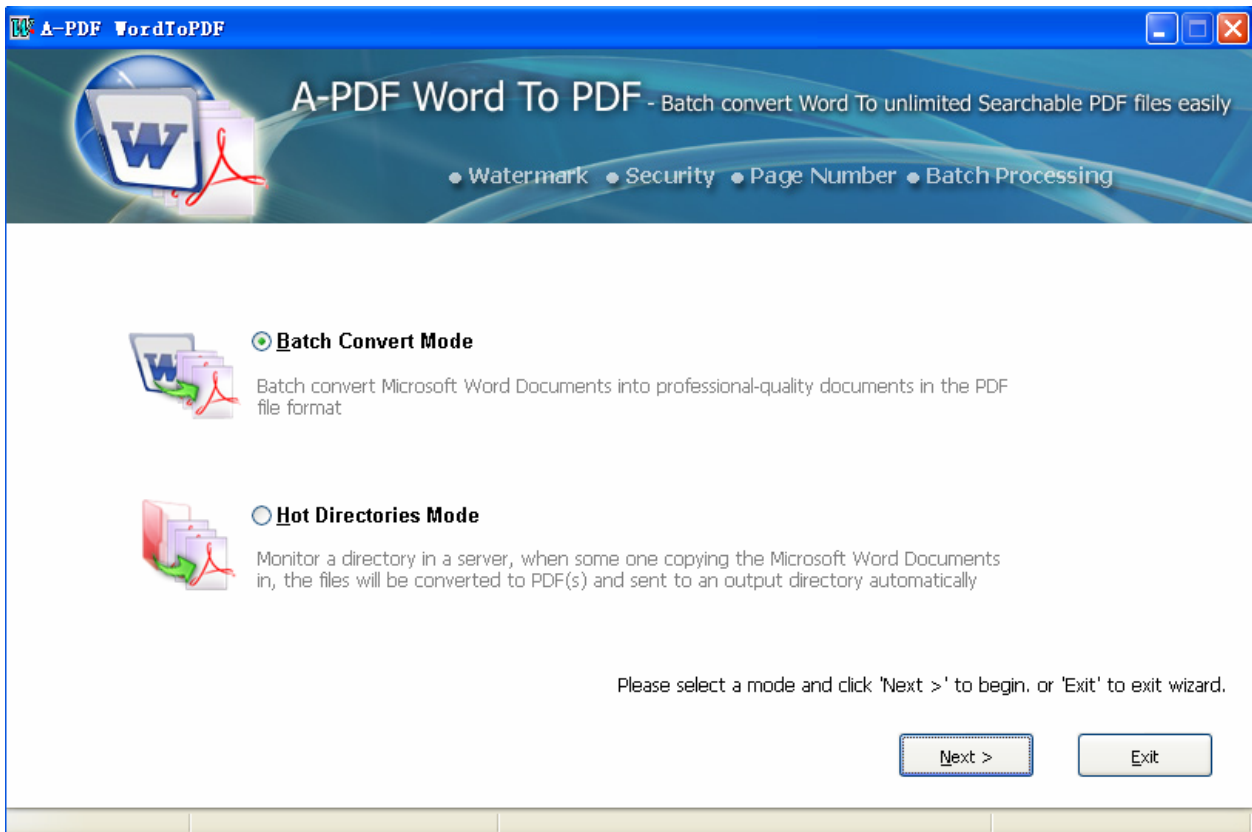 A-PDF WordToPDF
A-PDF Word To PDF - Batch convert Word To unlimited Searchable PDF files easily
● Watermark ● Security ● Page Number ● Batch Processing
Batch Convert Mode
Batch convert Microsoft Word Documents into professional-quality documents in the PDF
file format
Hot Directories Mode
Monitor a directory in a server, when some one copying the Microsoft Word Documents
in, the files will be converted to PDF(s) and sent to an output directory automatically
Please select a mode and click 'Next >' to begin. or 'Exit' to exit wizard.
Next >
Exit